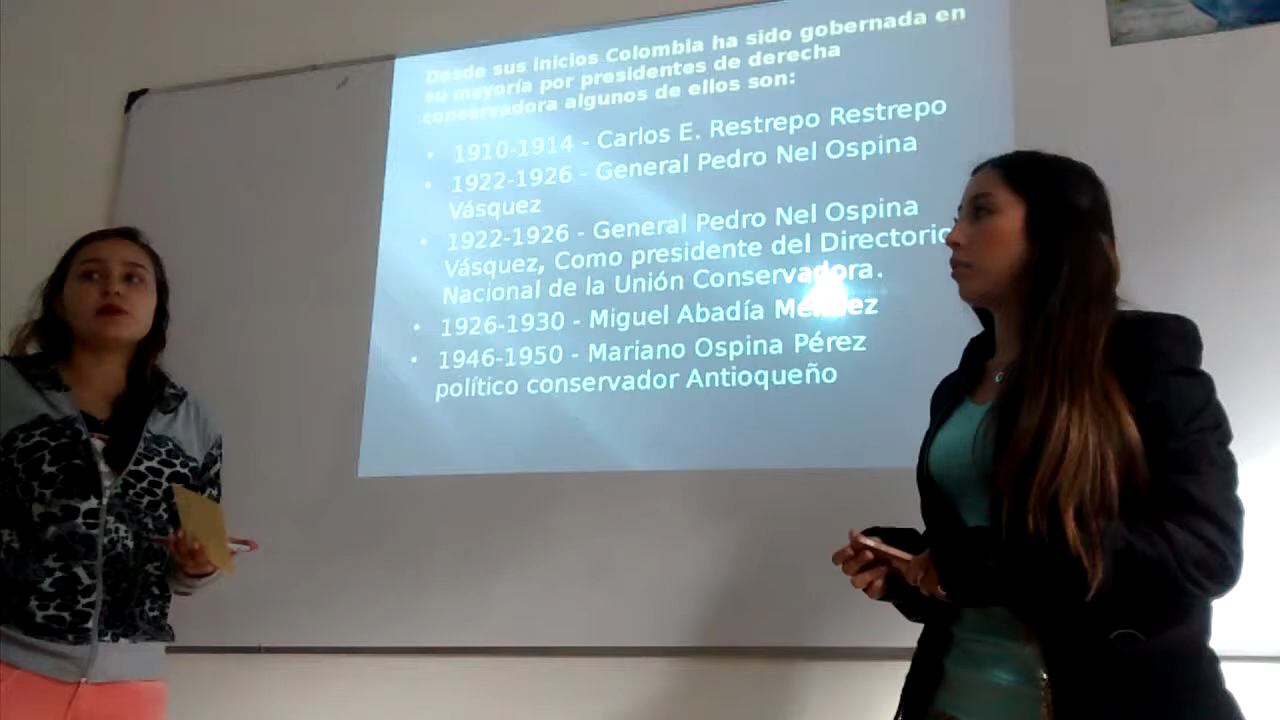 Desde sus inicios Colombia ha sido gobernada en
su mayoría por presidentes de derecha
conservadora algunos de ellos son:
• 1910-1914 - Carlos E. Restrepo Restrepo
• 1922-1926 - General Pedro Nel Ospina
Vásquez
• 1922-1926 - General Pedro Nel Ospina
Vásquez, Como presidente del Directorio
Nacional de la Unión Conservadora.
• 1926-1930 - Miguel Abadía Méndez
• 1946-1950 - Mariano Ospina Pérez
político conservador Antioqueño